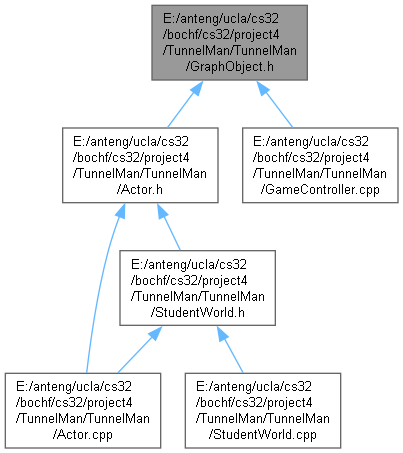 E:/anteng/ucla/cs32
/bochf/cs32/project4
/TunnelMan/TunnelMan
/GraphObject.h
E:/anteng/ucla/cs32
/bochf/cs32/project4
/TunnelMan/TunnelMan
/Actor.h
E:/anteng/ucla/cs32
/bochf/cs32/project4
/TunnelMan/TunnelMan
/GameController.cpp
E:/anteng/ucla/cs32
/bochf/cs32/project4
/TunnelMan/TunnelMan
/StudentWorld.h
E:/anteng/ucla/cs32
/bochf/cs32/project4
/TunnelMan/TunnelMan
/Actor.cpp
E:/anteng/ucla/cs32
/bochf/cs32/project4
/TunnelMan/TunnelMan
/StudentWorld.cpp